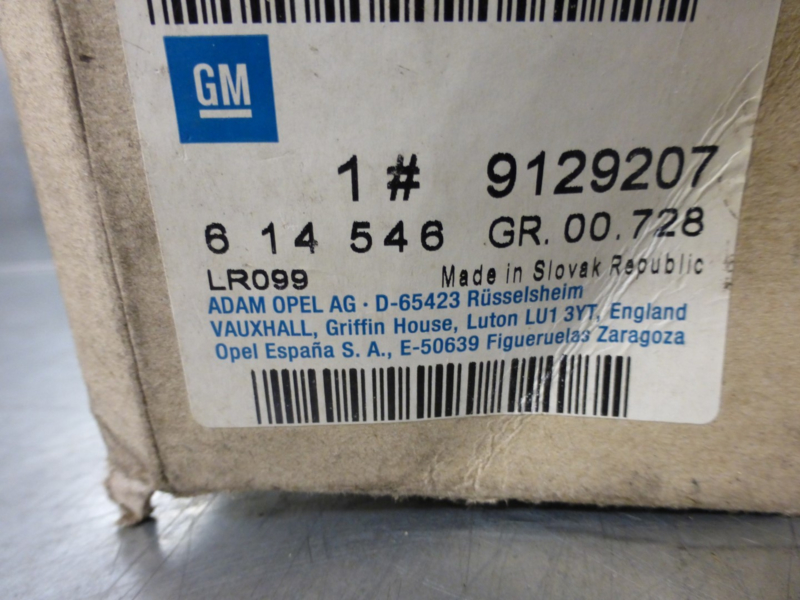 GM
1 # 9129207
6 14 546 GR. 00.728
LR099 Made in Slovak Republic
ADAM OPEL AG · D-65423 Rüsselsheim
VAUXHALL, Griffin House, Luton LU1 3YT, England
Opel España S. A., E-50639 Figueruelas Zaragoza